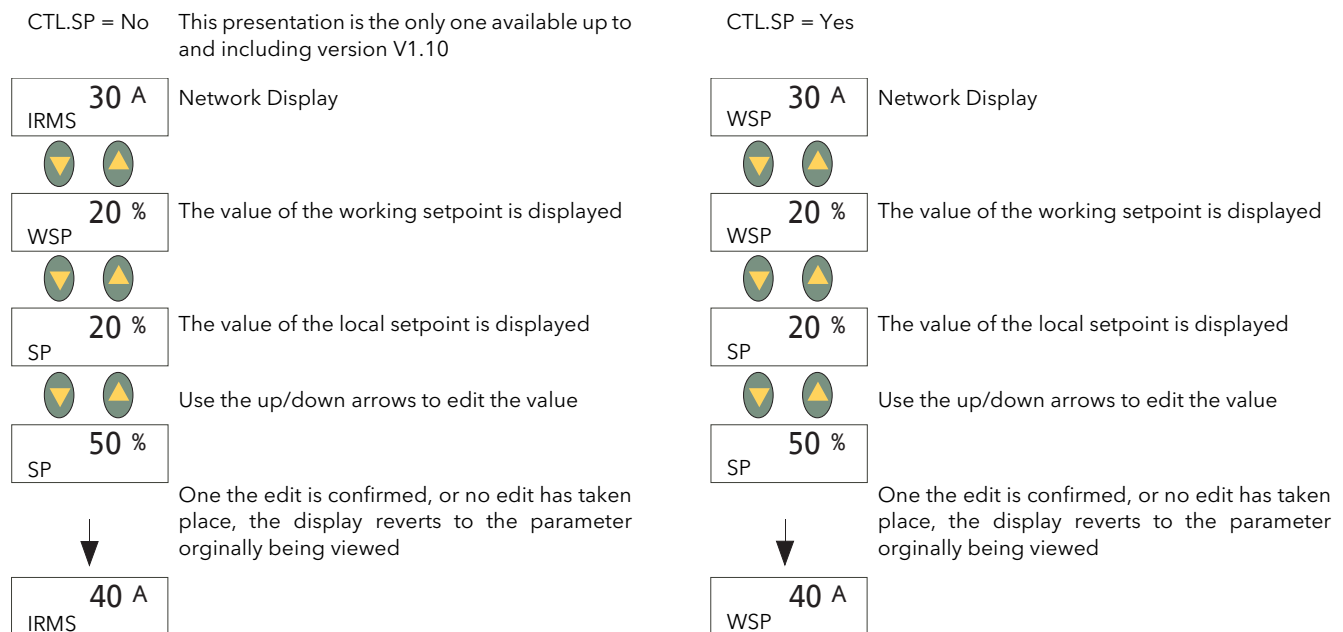 CTL.SP = No
This presentation is the only one available up to
and including version V1.10
30 A
IRMS
Network Display
20 %
WSP
The value of the working setpoint is displayed
20 %
SP
The value of the local setpoint is displayed
Use the up/down arrows to edit the value
50 %
SP
One the edit is confirmed, or no edit has taken
place, the display reverts to the parameter
orginally being viewed
40 A
IRMS
CTL.SP = Yes
30 A
WSP
Network Display
20 %
WSP
The value of the working setpoint is displayed
20 %
SP
The value of the local setpoint is displayed
Use the up/down arrows to edit the value
50 %
SP
One the edit is confirmed, or no edit has taken
place, the display reverts to the parameter
orginally being viewed
40 A
WSP